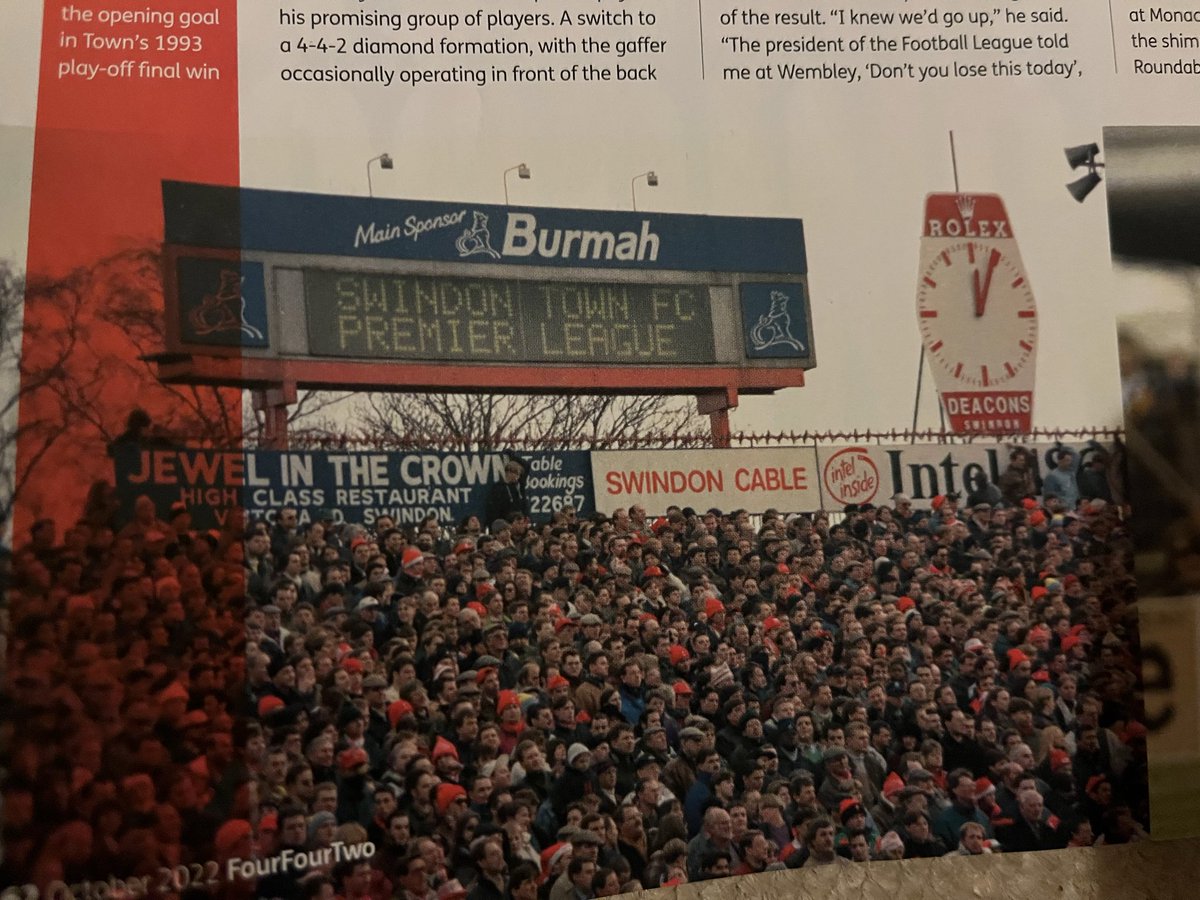 the opening goal
in Town's 1993
play-off final win
his promising group of players. A switch to
a 4-4-2 diamond formation, with the gaffer
occasionally operating in front of the back
of the result. "I knew we'd go up," he said.
"The president of the Football League told
me at Wembley, 'Don't you lose this today',
at Monac
the shim
Roundab
Main Sponsor Burmah
SWINDON TOWN FC
PREMIER LEAGUE
ROLEX
DEACONS
SWINDON
JEWEL IN THE CROWN
HIGH CLASS RESTAURANT
SWINDON
Table
Bookings
22687
SWINDON CABLE
intel
inside
Intel
October 2022 FourFourTwo